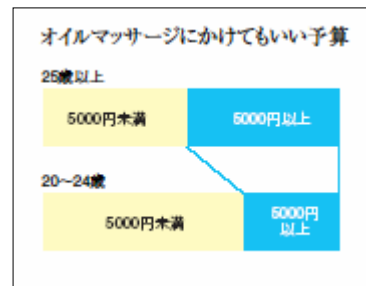 オイルマッサージにかけてもいい予算
25歳以上
5000円未満
5000円以上
20〜24歳
5000円未満
5000円
以上